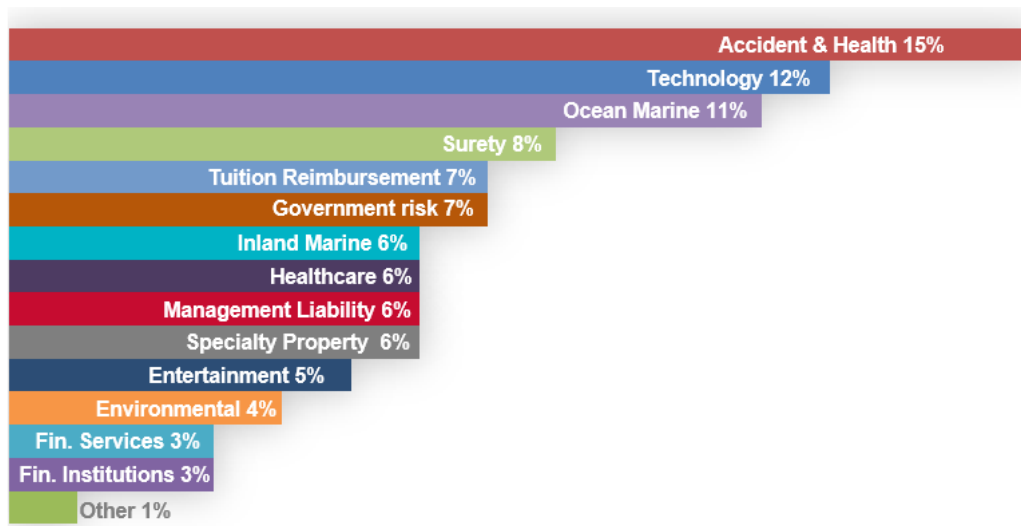 Accident & Health 15%
Technology 12%
Ocean Marine 11%
Surety 8%
Tuition Reimbursement 7%
Government risk 7%
Inland Marine 6%
Healthcare 6%
Management Liability 6%
Specialty Property 6%
Entertainment 5%
Environmental 4%
Fin. Services 3%
Fin. Institutions 3%
Other 1%